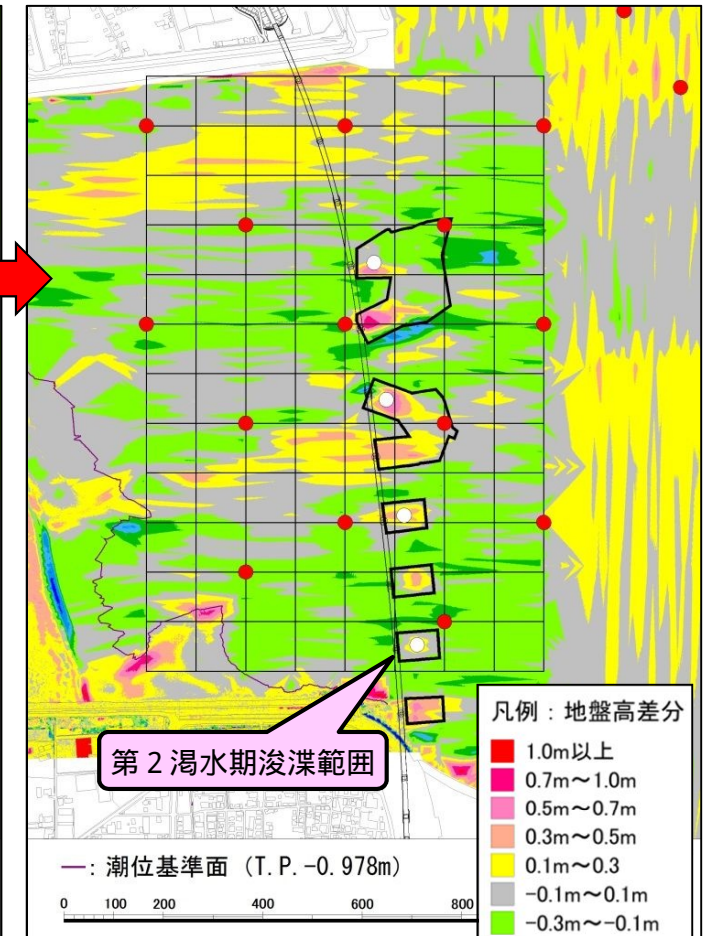 第2渇水期浚渫範囲
凡例：地盤高差分
1.0m以上
0.7m～1.0m
0.5m～0.7m
0.3m～0.5m
0.1m～0.3
-0.1m～0.1m
-0.3m～-0.1m
―: 潮位基準面 (T.P.-0.978m)
0 100 200 400 600 800